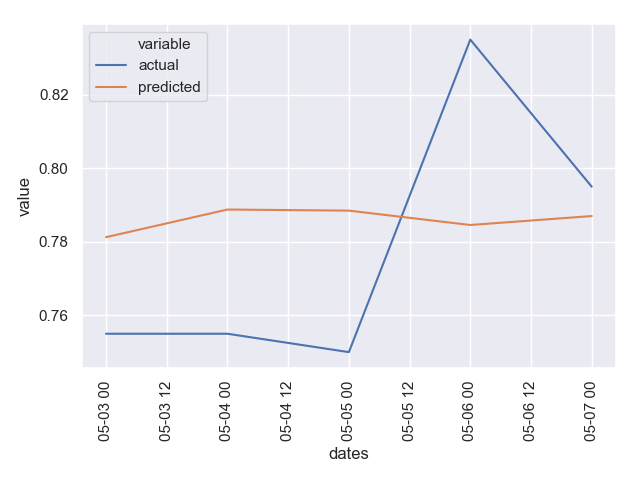 variable
actual
predicted
0.82
0.80
0.78
0.76
value
05-03 00
05-03 12
05-04 00
05-04 12
05-05 00
05-05 12
05-06 00
05-06 12
05-07 00
dates